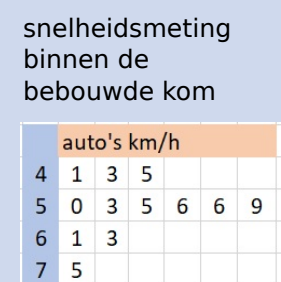 snelheidsmeting
binnen de
bebouwde kom
auto's km/h
4 1 3 5
5 0 3 5 6 6 9
6 1 3
7 5